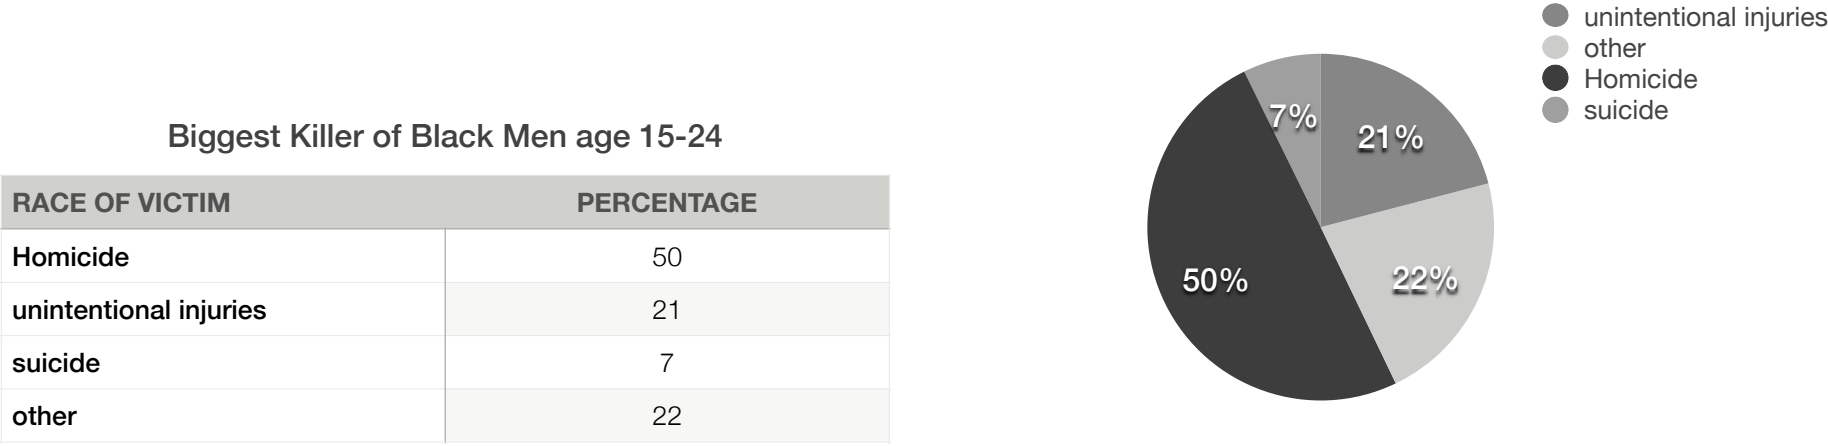 Biggest Killer of Black Men age 15-24
RACE OF VICTIM PERCENTAGE
Homicide 50
unintentional injuries 21
suicide 7
other 22
unintentional injuries
other
Homicide
suicide
7%
21%
50%
22%